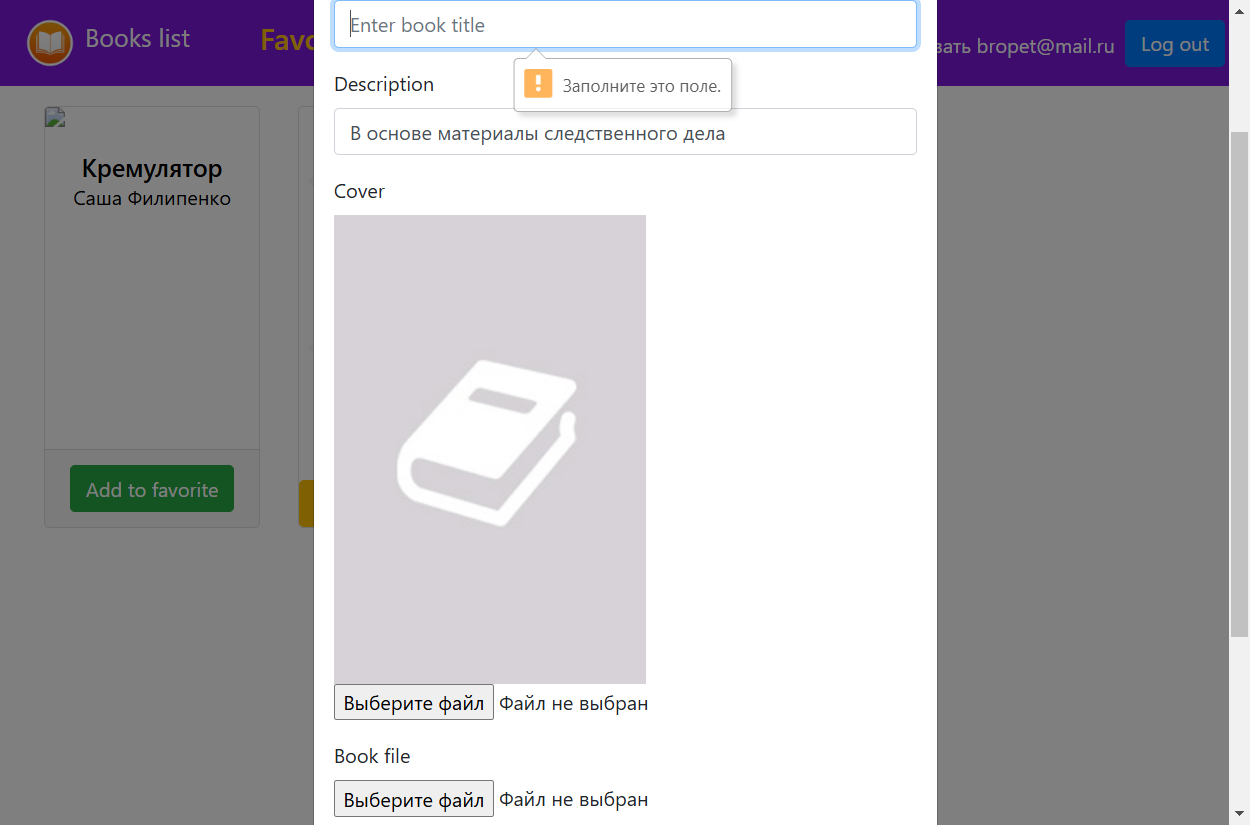 Books list
Favo
вать bropet@mail.ru
Log out
Enter book title
Заполните это поле.
Description
В основе материалы следственного дела
Cover
Выберите файл Файл не выбран
Book file
Выберите файл Файл не выбран
Кремулятор
Саша Филипенко
Add to favorite